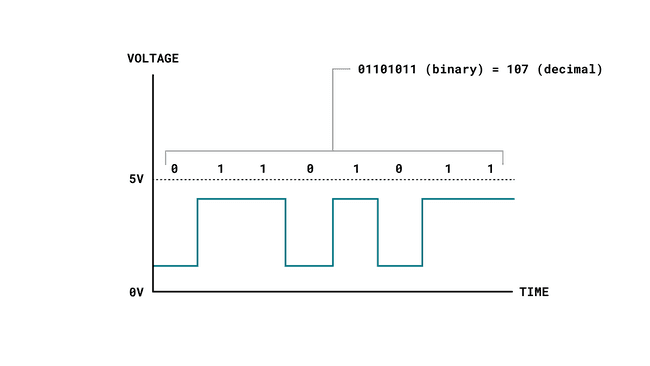 VOLTAGE
01101011 (binary) = 107 (decimal)
0 1 1 0 1 0 1 1
5V
0V
TIME